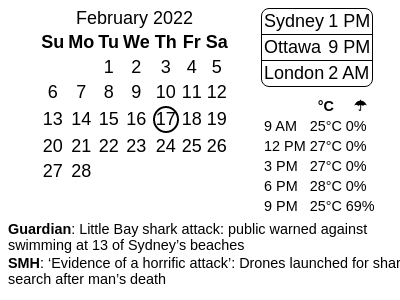 February 2022
Su Mo Tu We Th Fr Sa
1 2 3 4 5
6 7 8 9 10 11 12
13 14 15 16 17 18 19
20 21 22 23 24 25 26
27 28
Sydney 1 PM
Ottawa 9 PM
London 2 AM
°C ☂
9 AM 25°C 0%
12 PM 27°C 0%
3 PM 27°C 0%
6 PM 28°C 0%
9 PM 25°C 69%
Guardian: Little Bay shark attack: public warned against
swimming at 13 of Sydney’s beaches
SMH: ‘Evidence of a horrific attack’: Drones launched for shar
search after man’s death